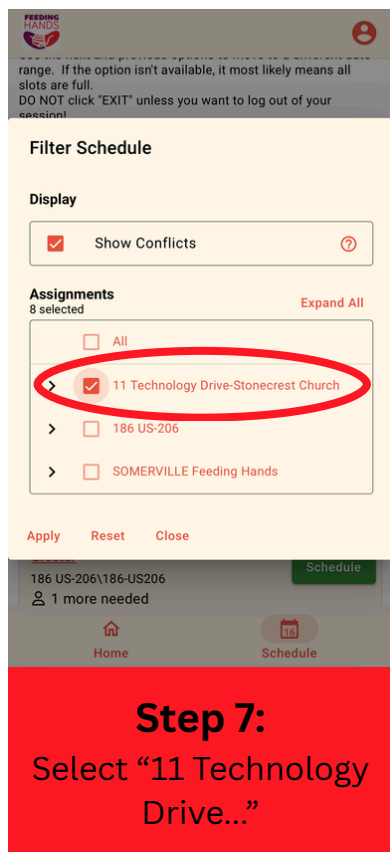 FEEDING
HANDS
range. If the option isn't available, it most likely means all
slots are full.
DO NOT click "EXIT" unless you want to log out of your
session!
Filter Schedule
Display
Show Conflicts
Assignments
8 selected
Expand All
All
11 Technology Drive-Stonecrest Church
186 US-206
SOMERVILLE Feeding Hands
Apply Reset Close
Schedule
186 US-206\186-US206
1 more needed
16
Home Schedule
Step 7:
Select “11 Technology
Drive...”